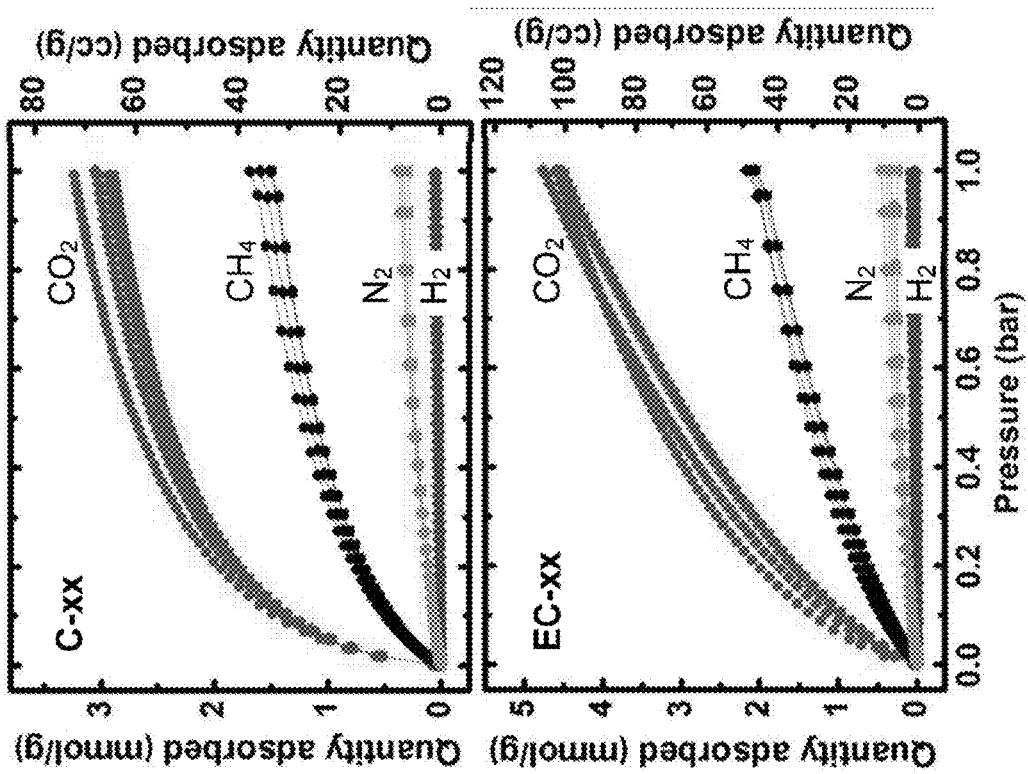 Quantity adsorbed (cc/g)
80
60
40
20
0
CO2
CH4
N2
H2
C-xx
3
2
1
0
Quantity adsorbed (mmol/g)
Quantity adsorbed (cc/g)
120
100
80
60
40
20
0
CO2
CH4
N2
H2
EC-xx
5
4
3
2
1
0
Quantity adsorbed (mmol/g)
0.0 0.2 0.4 0.6 0.8 1.0
Pressure (bar)